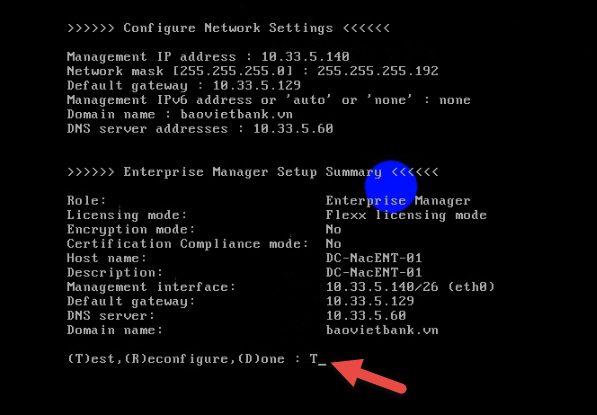 >>>>>> Configure Network Settings <<<<<<
Management IP address : 10.33.5.140
Network mask [255.255.255.0] : 255.255.255.192
Default gateway : 10.33.5.129
Management IPv6 address or 'auto' or 'none' : none
Domain name : baovietbank.vn
DNS server addresses : 10.33.5.60
>>>>>> Enterprise Manager Setup Summary <<<<<<
Role: Enterprise Manager
Licensing mode: Flexx licensing mode
Encryption mode: No
Certification Compliance mode: No
Host name: DC-NacENT-01
Description: DC-NacENT-01
Management interface: 10.33.5.140/26 (eth0)
Default gateway: 10.33.5.129
DNS server: 10.33.5.60
Domain name: baovietbank.vn
(T)est,(R)econfigure,(D)one : T_